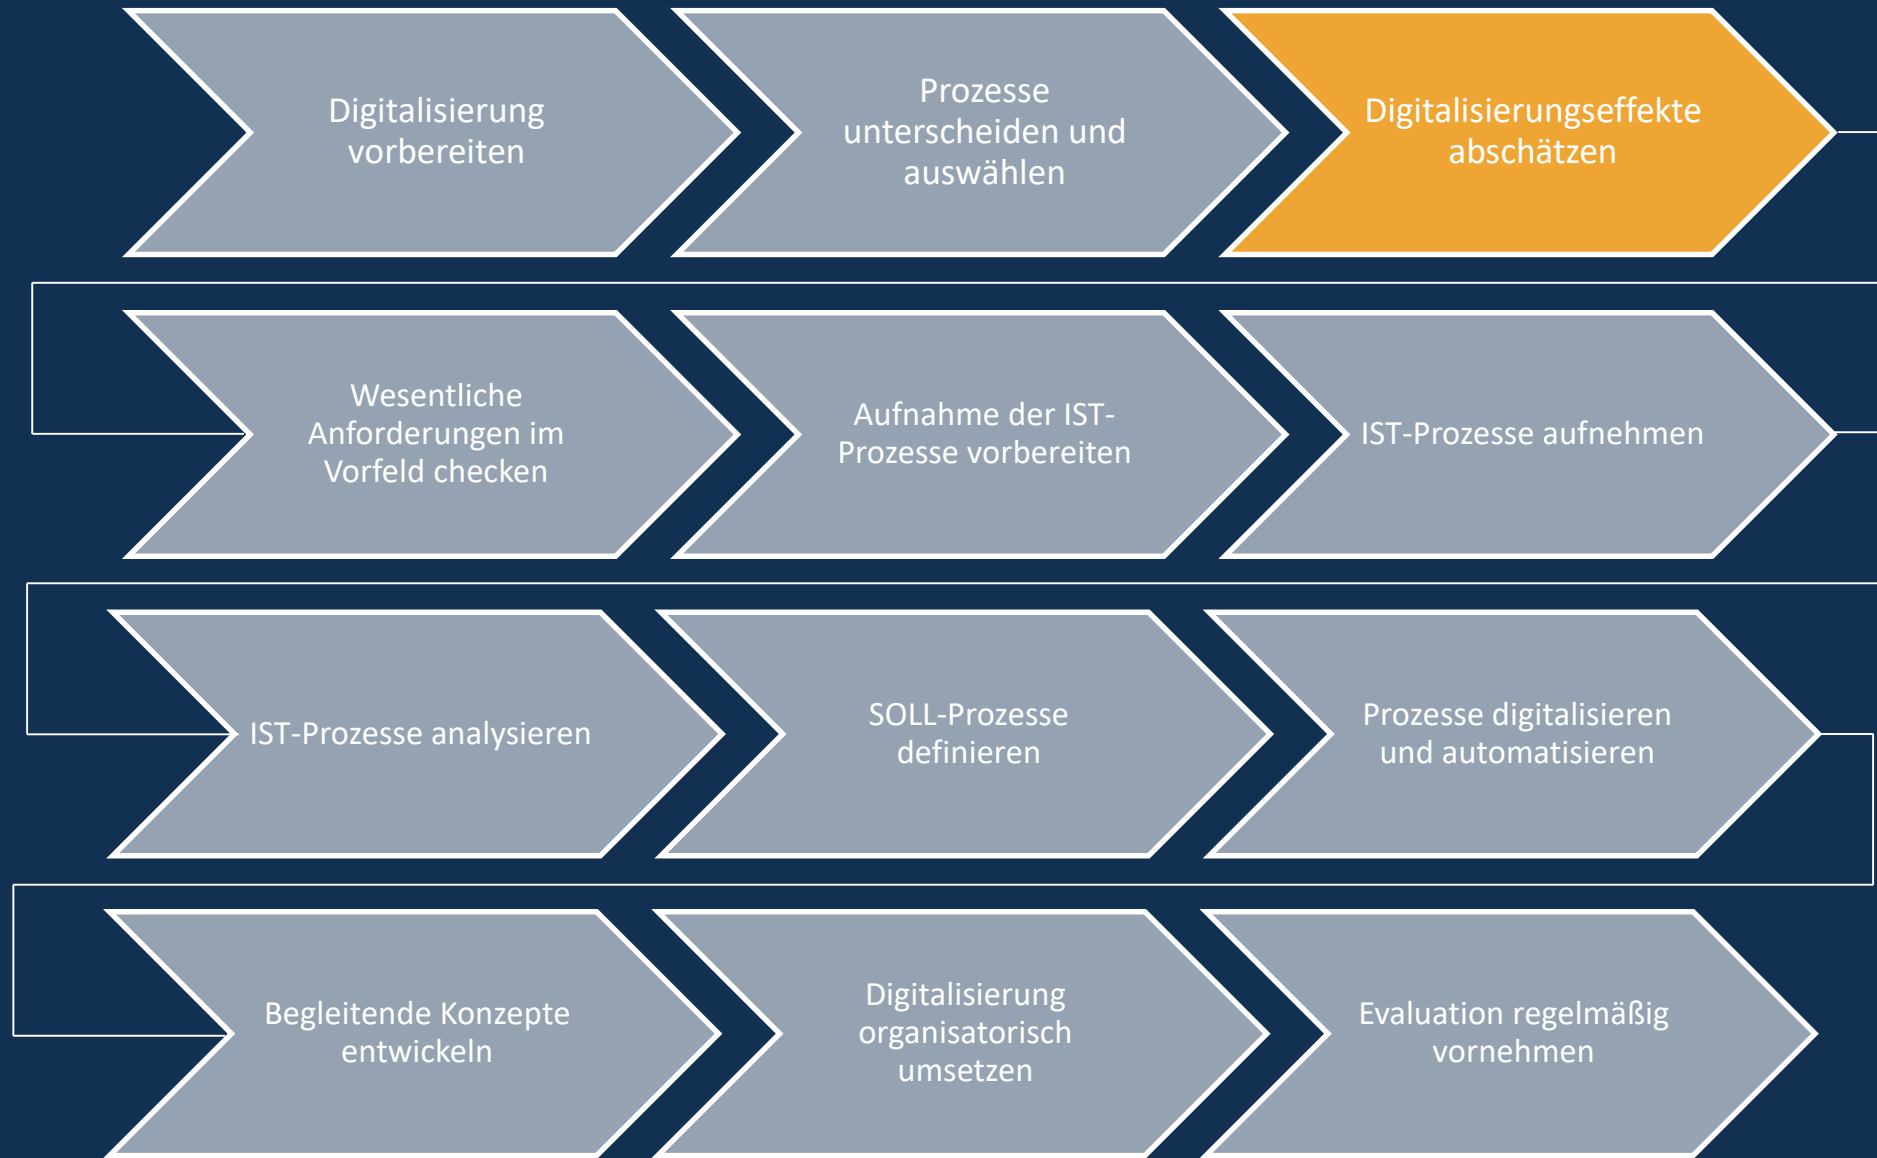 Digitalisierung
vorbereiten
Prozesse
unterscheiden und
auswählen
Digitalisierungseffekte
abschätzen
Wesentliche
Anforderungen im
Vorfeld checken
Aufnahme der IST-
Prozesse vorbereiten
IST-Prozesse aufnehmen
IST-Prozesse analysieren
SOLL-Prozesse
definieren
Prozesse digitalisieren
und automatisieren
Begleitende Konzepte
entwickeln
Digitalisierung
organisatorisch
umsetzen
Evaluation regelmäßig
vornehmen